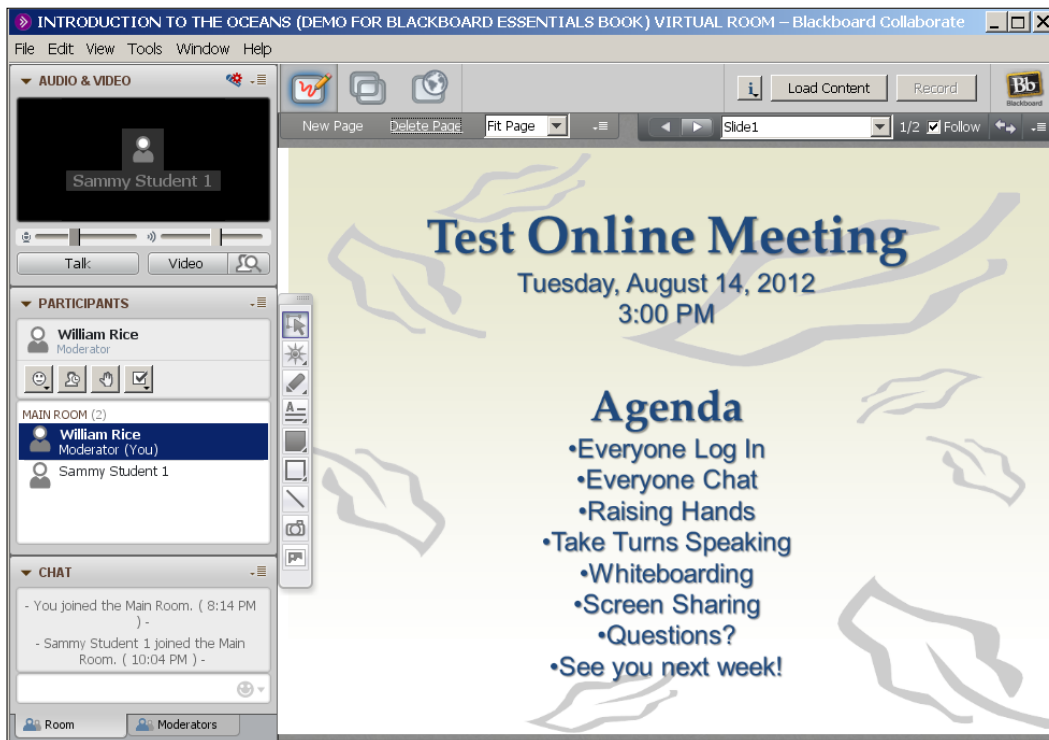 INTRODUCTION TO THE OCEANS (DEMO FOR BLACKBOARD ESSENTIALS BOOK) VIRTUAL ROOM – Blackboard Collaborate
File Edit View Tools Window Help
AUDIO & VIDEO
Sammy Student 1
Talk Video
PARTICIPANTS
William Rice
Moderator
MAIN ROOM (2)
William Rice
Moderator (You)
Sammy Student 1
CHAT
- You joined the Main Room. ( 8:14 PM
) -
- Sammy Student 1 joined the Main
Room. ( 10:04 PM ) -
Room Moderators
i Load Content Record
Bb
Blackboard
New Page Delete Page Fit Page Slide1 1/2 Follow
Test Online Meeting
Tuesday, August 14, 2012
3:00 PM
Agenda
•Everyone Log In
•Everyone Chat
•Raising Hands
•Take Turns Speaking
•Whiteboarding
•Screen Sharing
•Questions?
•See you next week!